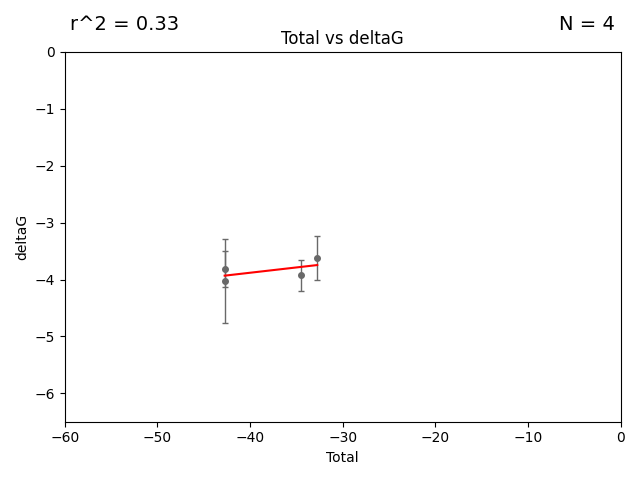 r^2 = 0.33
N = 4
Total vs deltaG
0
−1
−2
−3
−4
−5
−6
deltaG
−60 −50 −40 −30 −20 −10 0
Total